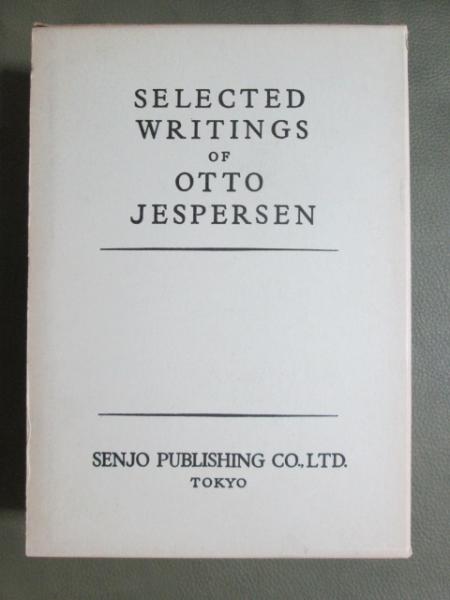 SELECTED
WRITINGS
OF
OTTO
JESPERSEN
SENJO PUBLISHING CO., LTD.
TOKYO